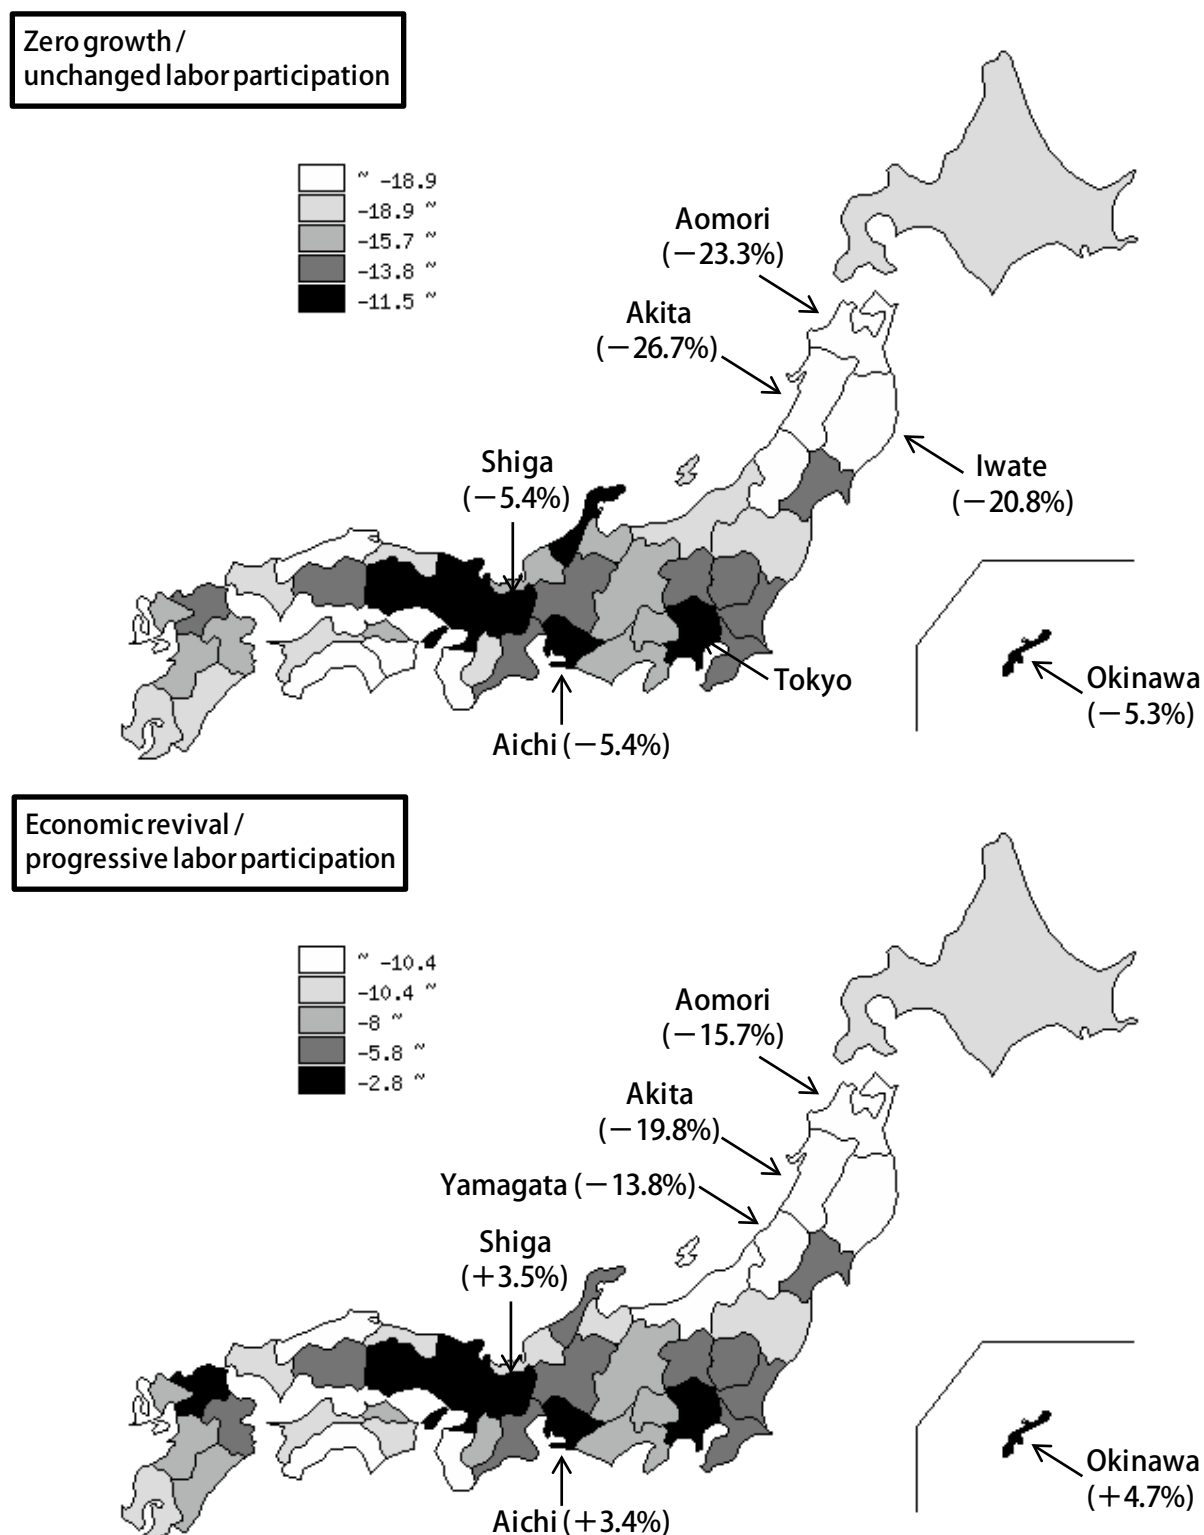 Zero growth /
unchanged labor participation
~ -18.9
-18.9 ~
-15.7 ~
-13.8 ~
-11.5 ~
Aomori
(−23.3%)
Akita
(−26.7%)
Shiga
(−5.4%)
Iwate
(−20.8%)
Tokyo
Okinawa
(−5.3%)
Aichi (−5.4%)
Economic revival /
progressive labor participation
~ -10.4
-10.4 ~
-8 ~
-5.8 ~
-2.8 ~
Aomori
(−15.7%)
Akita
(−19.8%)
Yamagata (−13.8%)
Shiga
(+3.5%)
Okinawa
(+4.7%)
Aichi (+3.4%)